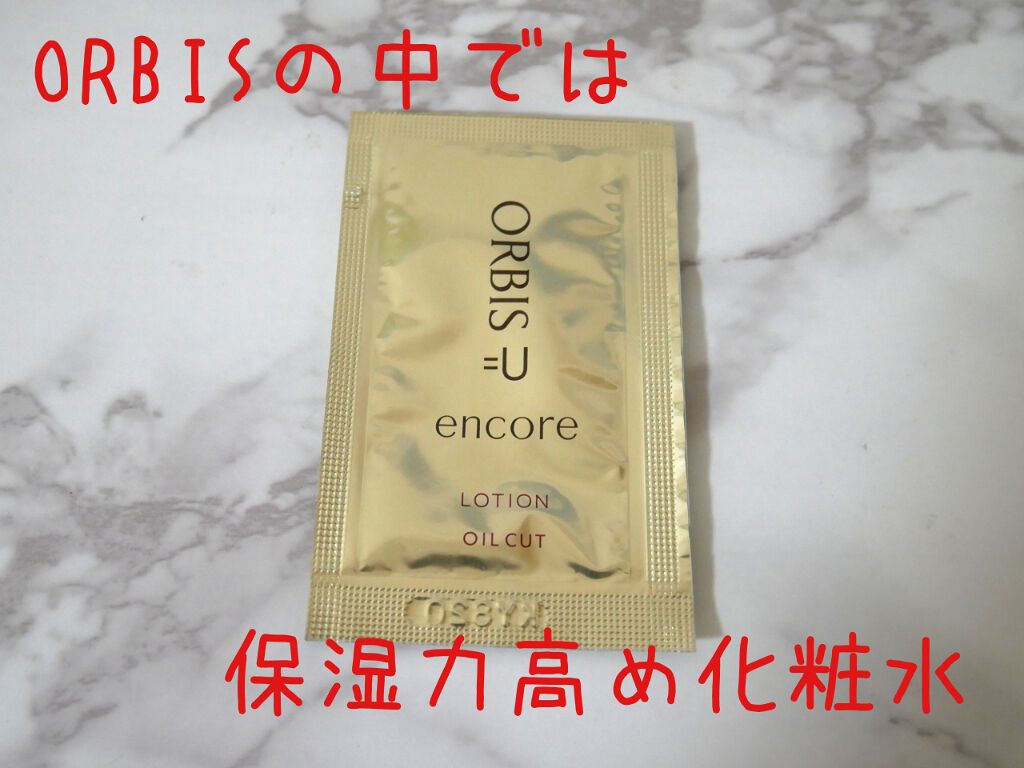 ORBISの中では
ORBIS =U
encore
LOTION
OIL CUT
保湿力高め化粧水